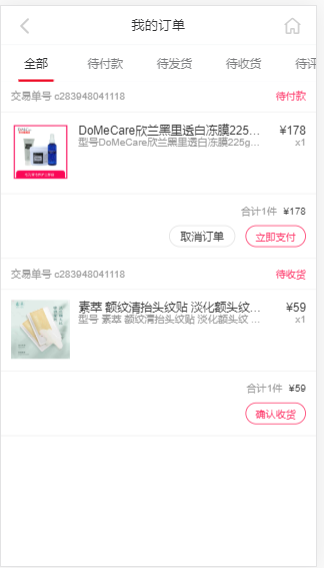 我的订单
全部 待付款 待发货 待收货 待评
交易单号 c283948041118 待付款
DoMeCare欣兰黑里透白冻膜225... ¥178
型号DoMeCare欣兰黑里透白冻膜225g... x1
合计1件 ¥178
取消订单 立即支付
交易单号 c283948041118 待收货
素萃 额纹清抬头纹贴 淡化额头纹... ¥59
型号 素萃 额纹清抬头纹贴 淡化额头纹 ... x1
合计1件 ¥59
确认收货